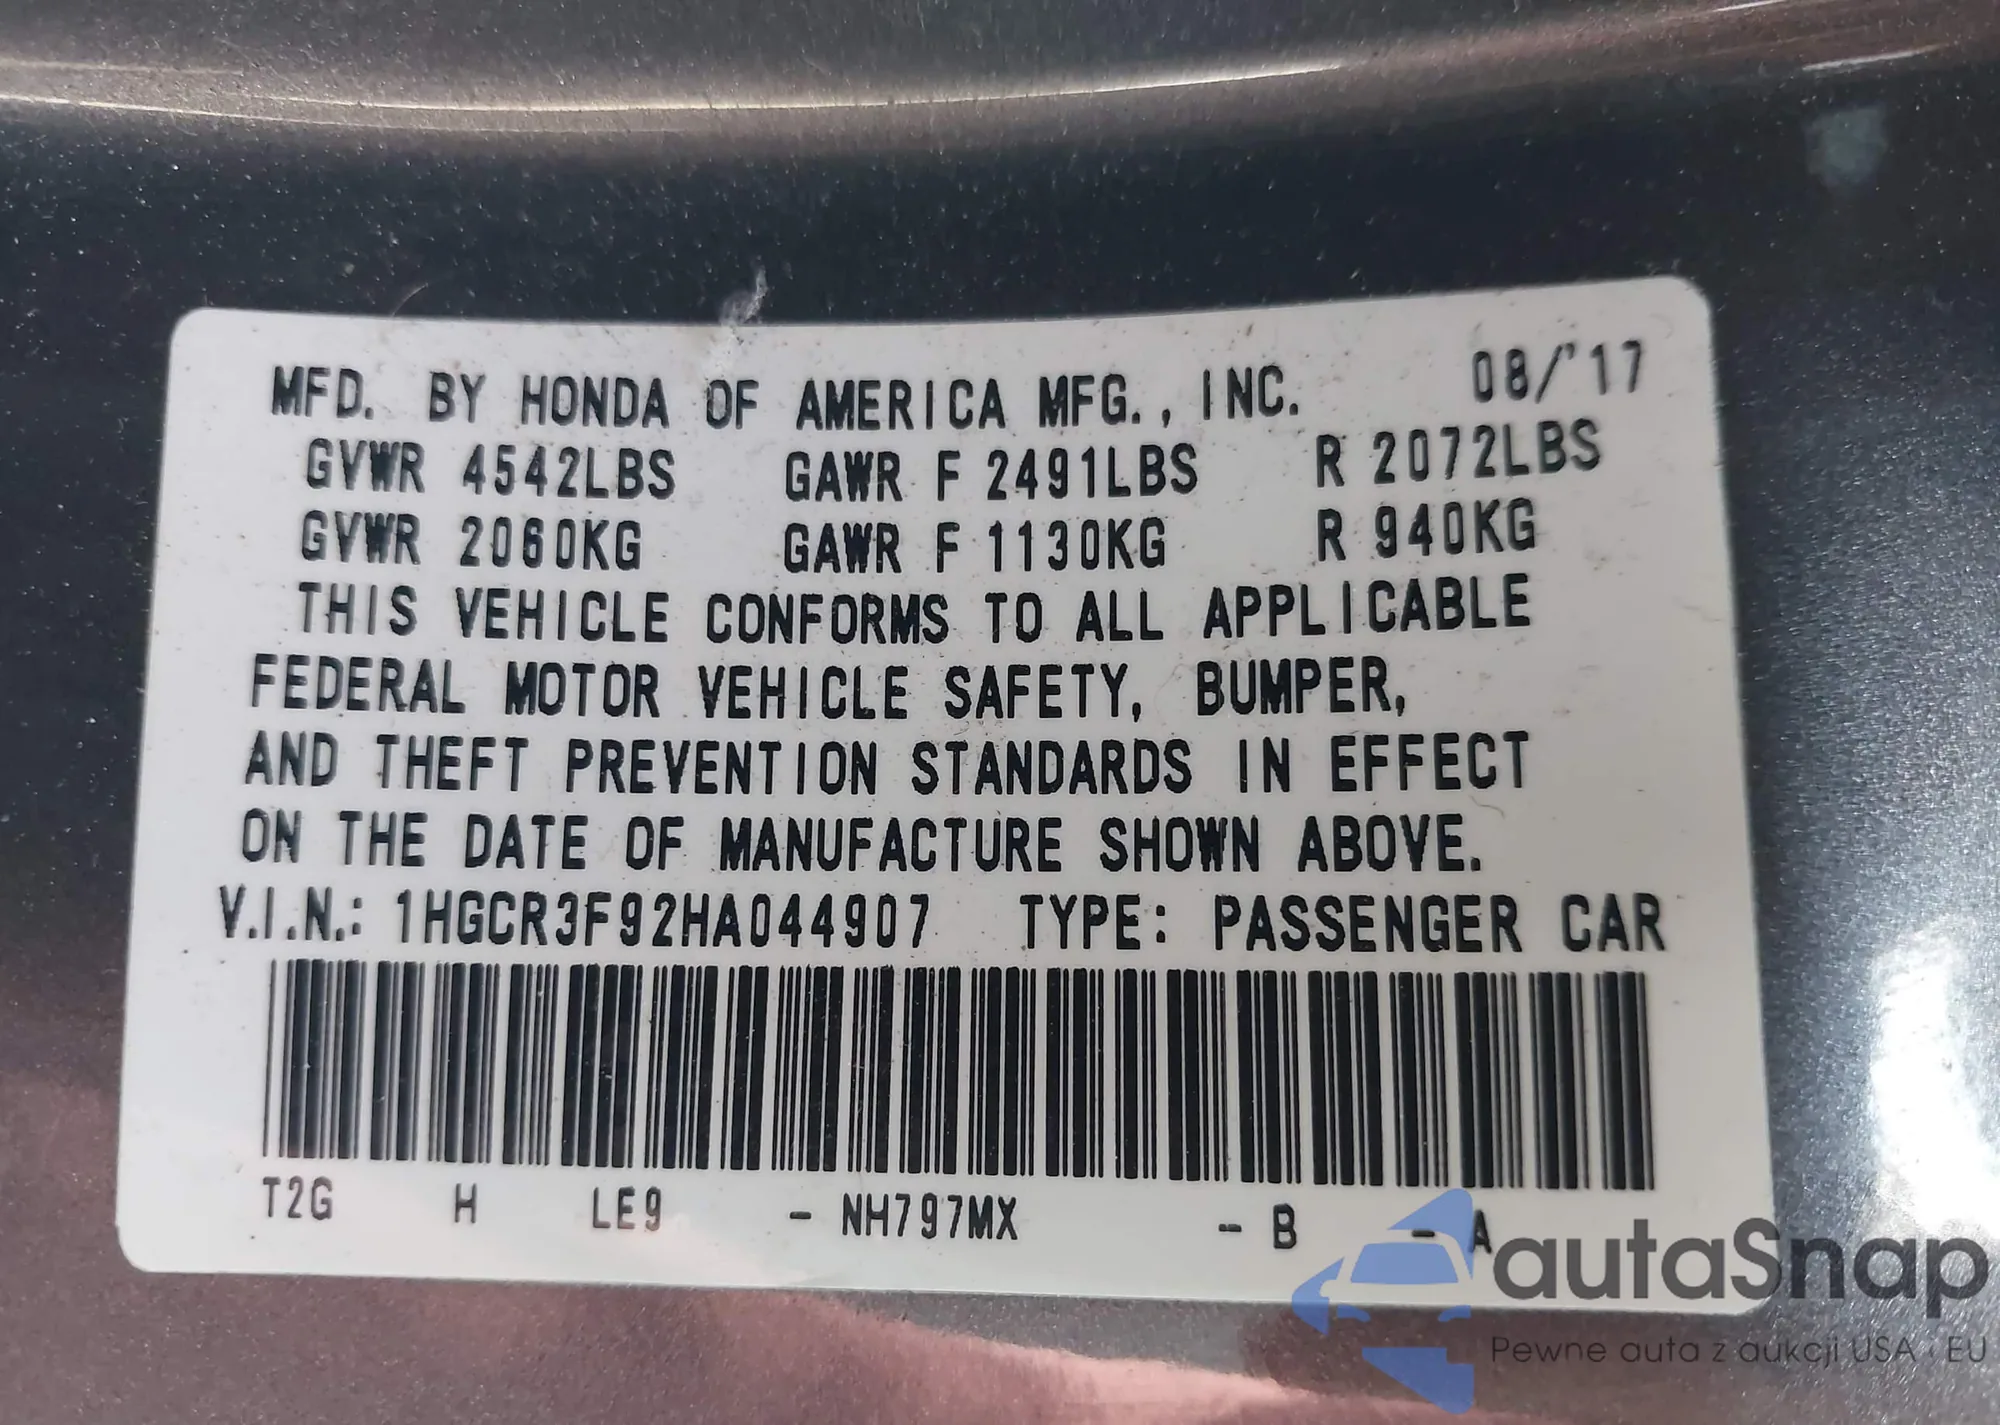 MFD. BY HONDA OF AMERICA MFG., INC. 08/'17
GVWR 4542LBS GAWR F 2491LBS R 2072LBS
GVWR 2060KG GAWR F 1130KG R 940KG
THIS VEHICLE CONFORMS TO ALL APPLICABLE
FEDERAL MOTOR VEHICLE SAFETY, BUMPER,
AND THEFT PREVENTION STANDARDS IN EFFECT
ON THE DATE OF MANUFACTURE SHOWN ABOVE.
V.I.N.: 1HGCR3F92HA044907 TYPE: PASSENGER CAR
T2G H LE9 - NH797MX - B - A
autaSnap
Pewne auta z aukcji USA i EU